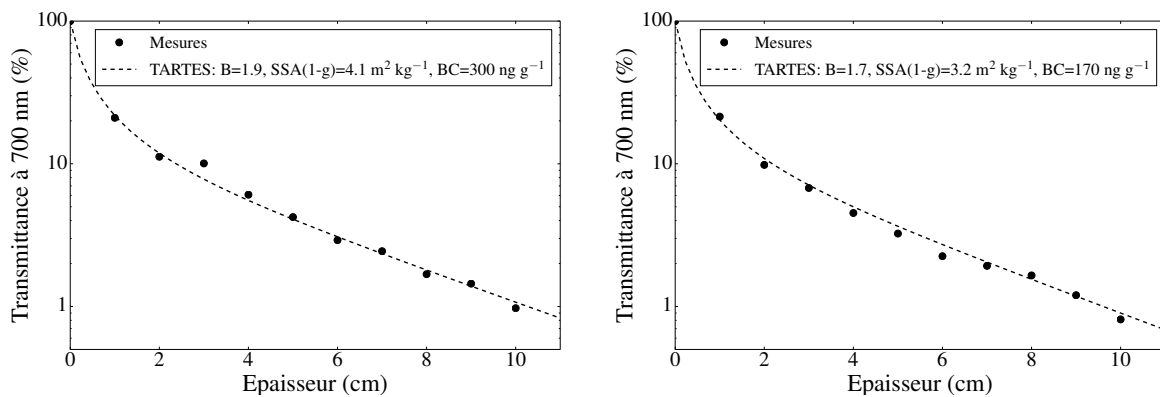 100
10
1
Transmittance à 700 nm (%)
Mesures
TARTES: B=1.9, SSA(1-g)=4.1 m² kg⁻¹, BC=300 ng g⁻¹
0 2 4 6 8 10
Epaisseur (cm)
100
10
1
Transmittance à 700 nm (%)
Mesures
TARTES: B=1.7, SSA(1-g)=3.2 m² kg⁻¹, BC=170 ng g⁻¹
0 2 4 6 8 10
Epaisseur (cm)